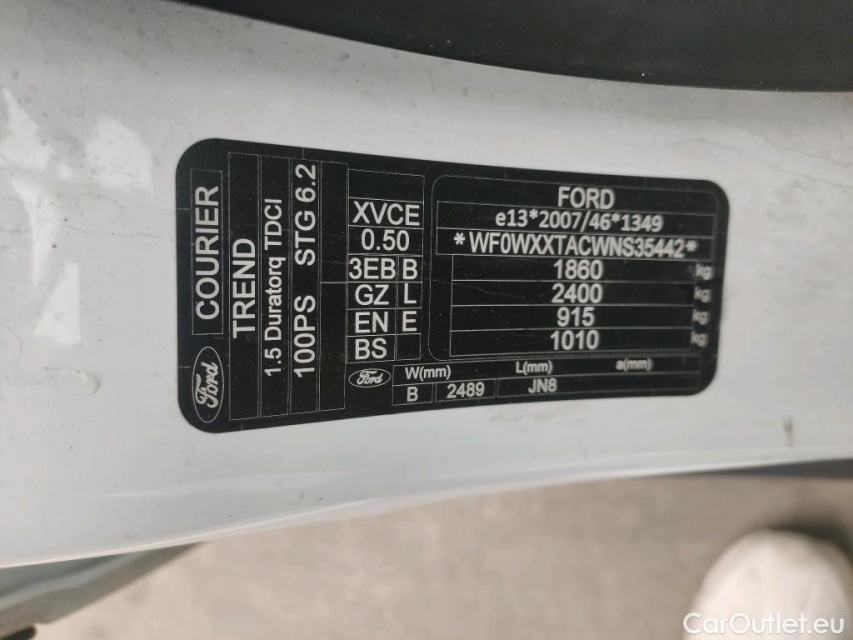 Ford
COURIER
TREND
1.5 Duratorq TDCI
100PS STG 6.2
XVCE
0.50
3EB B
GZ L
EN E
BS
FORD
e13*2007/46*1349
*WF0WXXTACWNS35442*
1860 kg
2400 kg
915 kg
1010 kg
Ford W(mm) L(mm) a(mm)
B 2489 JN8
CarOutlet.eu